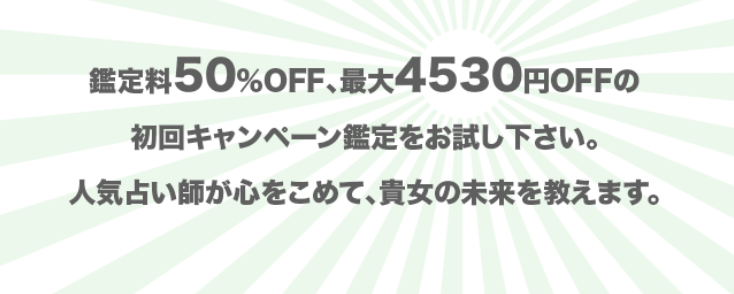 鑑定料50%OFF、最大4530円OFFの
初回キャンペーン鑑定をお試し下さい。
人気占い師が心をこめて、貴女の未来を教えます。